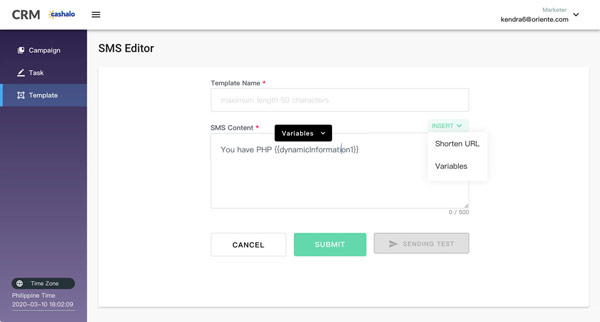 CRM cashalo
Marketer
kendra6@oriente.com
Campaign
Task
Template
SMS Editor
Template Name *
maximum length 50 characters
SMS Content *
Variables
INSERT
You have PHP {{dynamicInformation1}}
Shorten URL
Variables
0 / 500
CANCEL
SUBMIT
SENDING TEST
Time Zone
Philippine Time
2020-03-10 18:02:09